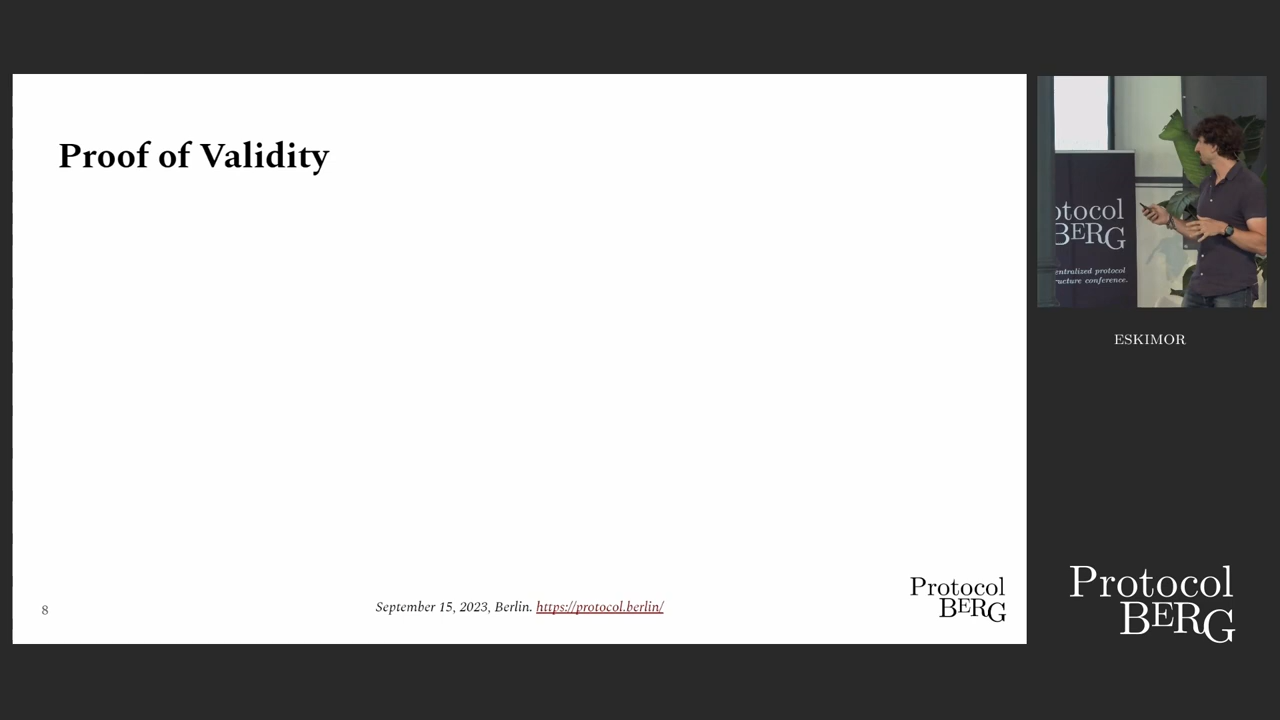 Proof of Validity
8
September 15, 2023, Berlin. https://protocol.berlin/
Protocol
BERG
otocol
BERG
entralized protocol
ucture conference.
ESKIMOR
Protocol
BERG